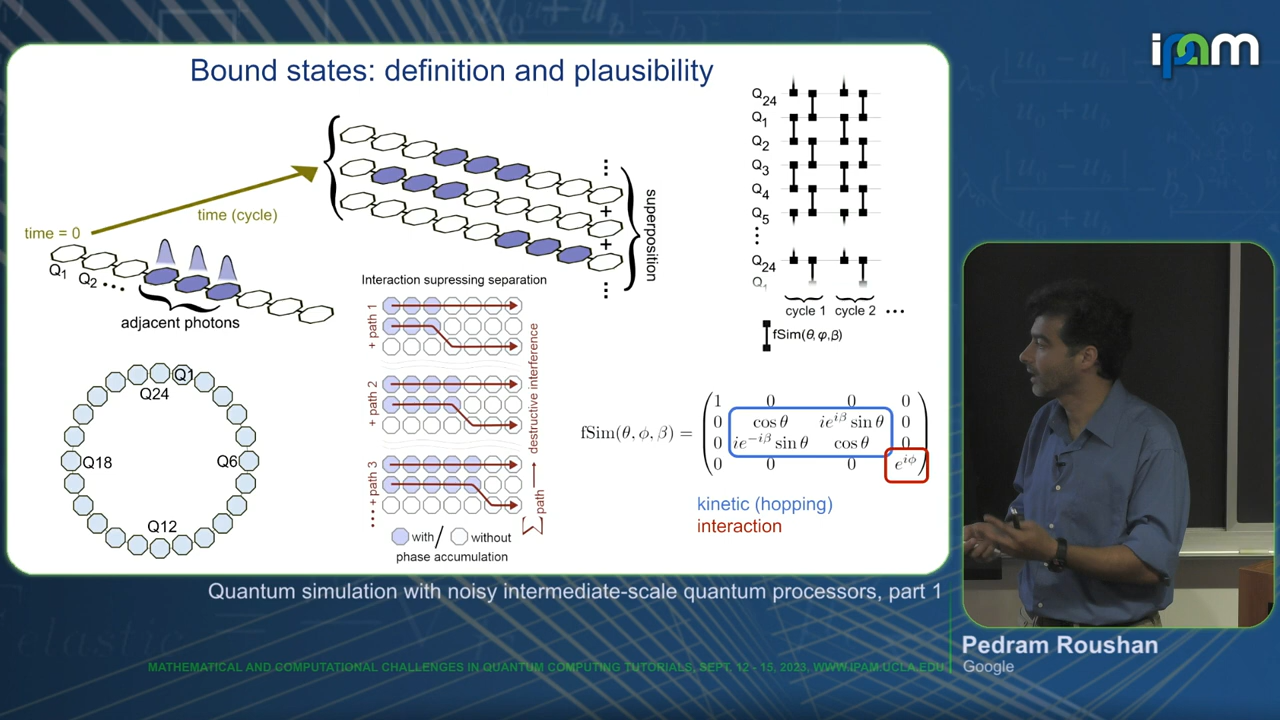 ipam
Bound states: definition and plausibility
time = 0
time (cycle)
Q1
Q2
adjacent photons
superposition
+
+
Interaction supressing separation
path 1
+ path 2
+ path 3
destructive interference
∑path
with/
without
phase accumulation
Q1
Q24
Q18
Q6
Q12
Q24
Q1
Q2
Q3
Q4
Q5
Q24
cycle 1 cycle 2 •••
fSim(θ,φ,β)
fSim(θ, ϕ, β) =
1 0 0 0
0 cos θ ie^{iβ} sin θ 0
0 ie^{−iβ} sin θ cos θ 0
0 0 0 e^{iϕ}
kinetic (hopping)
interaction
Quantum simulation with noisy intermediate-scale quantum processors, part 1
Pedram Roushan
Google
MATHEMATICAL AND COMPUTATIONAL CHALLENGES IN QUANTUM COMPUTING TUTORIALS, SEPT. 12 - 15, 2023, WWW.IPAM.UCLA.EDU